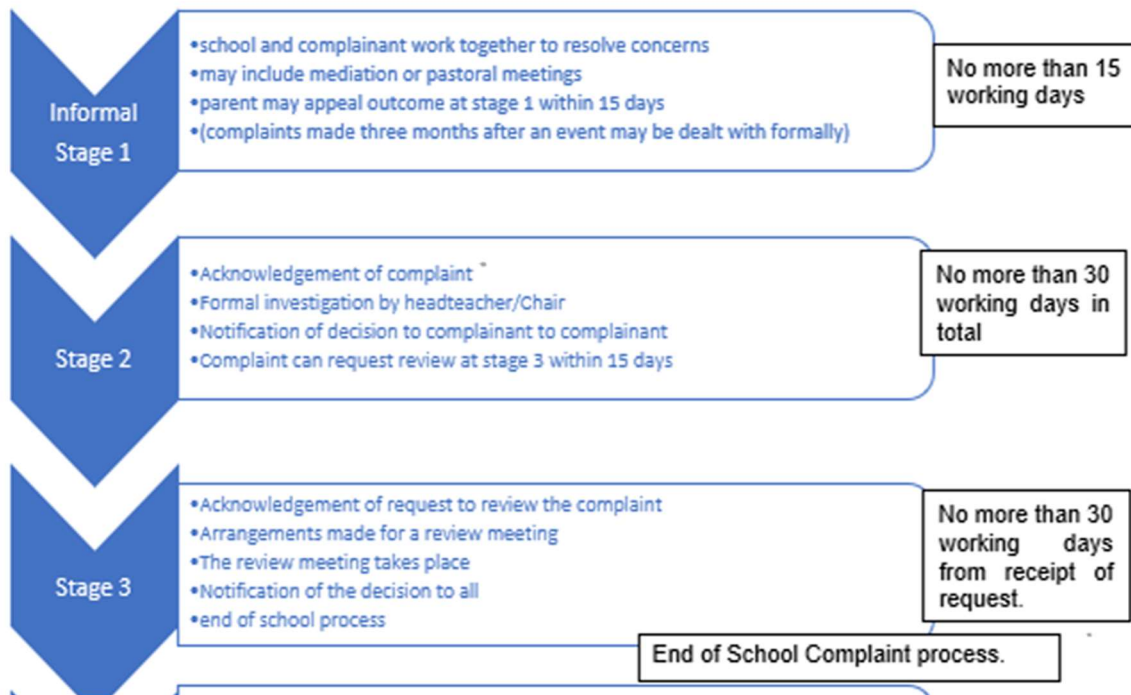 Informal
Stage 1
•school and complainant work together to resolve concerns
•may include mediation or pastoral meetings
•parent may appeal outcome at stage 1 within 15 days
•(complaints made three months after an event may be dealt with formally)
No more than 15
working days
Stage 2
•Acknowledgement of complaint
•Formal investigation by headteacher/Chair
•Notification of decision to complainant to complainant
•Complaint can request review at stage 3 within 15 days
No more than 30
working days in
total
Stage 3
•Acknowledgement of request to review the complaint
•Arrangements made for a review meeting
•The review meeting takes place
•Notification of the decision to all
•end of school process
No more than 30
working days
from receipt of
request.
End of School Complaint process.